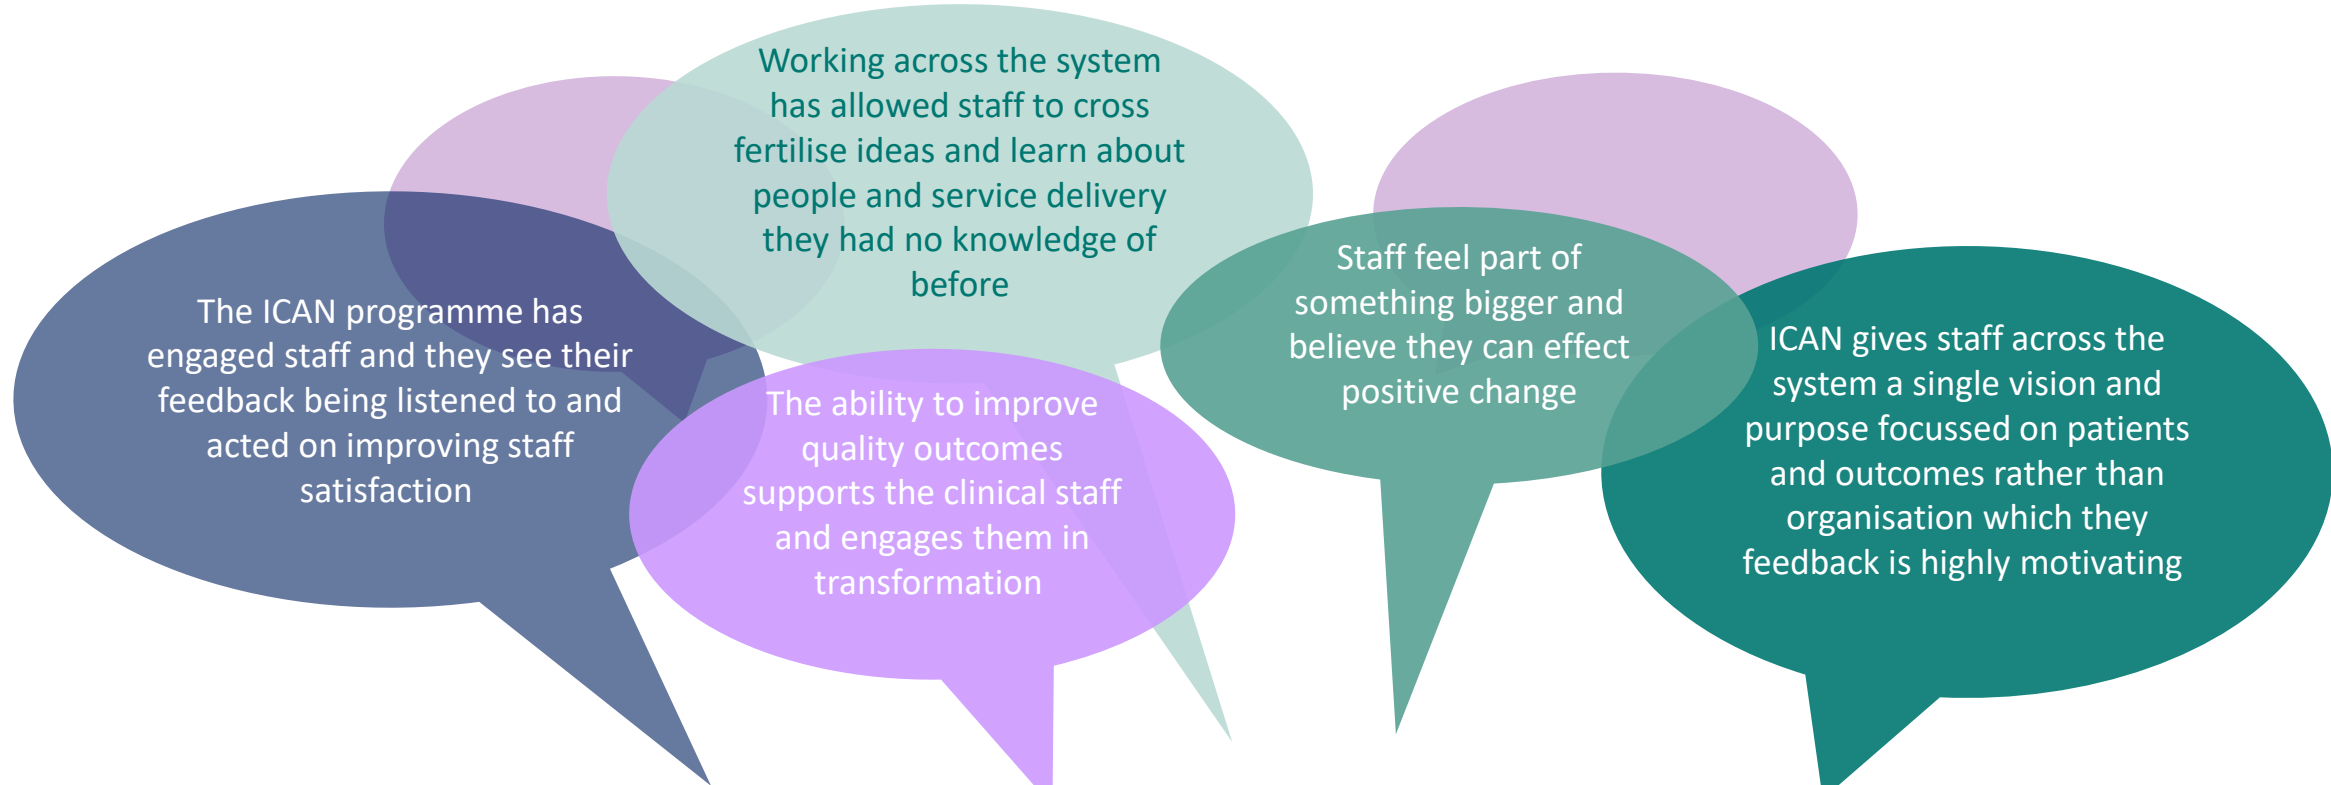 The ICAN programme has
engaged staff and they see their
feedback being listened to and
acted on improving staff
satisfaction
Working across the system
has allowed staff to cross
fertilise ideas and learn about
people and service delivery
they had no knowledge of
before
The ability to improve
quality outcomes
supports the clinical staff
and engages them in
transformation
Staff feel part of
something bigger and
believe they can effect
positive change
ICAN gives staff across the
system a single vision and
purpose focussed on patients
and outcomes rather than
organisation which they
feedback is highly motivating